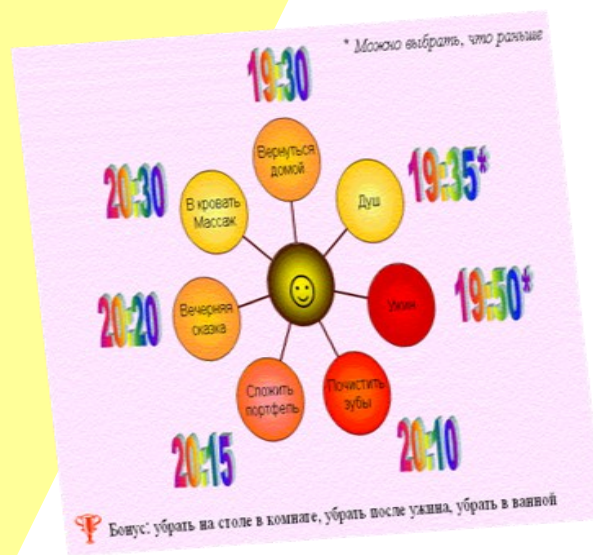 * Можно выбрать, что раньше
19:30
Вернуться
домой
19:35*
Душ
19:50*
Ужин
20:10
Почистить
зубы
20:15
Сложить
портфель
20:20
Вечерняя
сказка
20:30
В кровать
Массаж
Бонус: убрать на столе в комнате, убрать после ужина, убрать в ванной